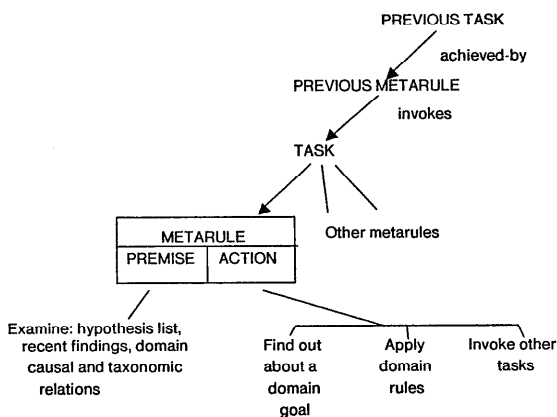 PREVIOUS TASK
achieved-by
PREVIOUS METARULE
invokes
TASK
Other metarules
METARULE
PREMISE
ACTION
Examine: hypothesis list,
recent findings, domain
causal and taxonomic
relations
Find out
about a
domain
goal
Apply
domain
rules
Invoke other
tasks